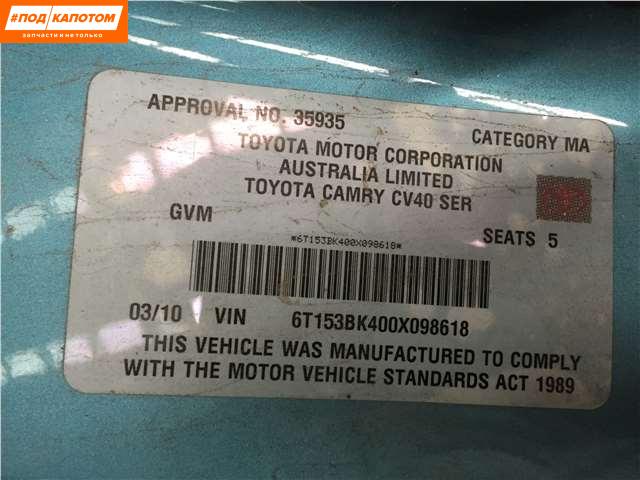 #ПОДКАПОТОМ
запчасти и не только
APPROVAL NO. 35935
CATEGORY MA
TOYOTA MOTOR CORPORATION
AUSTRALIA LIMITED
TOYOTA CAMRY CV40 SER
GVM
SEATS 5
*6T153BK400X098618*
03/10 VIN 6T153BK400X098618
THIS VEHICLE WAS MANUFACTURED TO COMPLY
WITH THE MOTOR VEHICLE STANDARDS ACT 1989